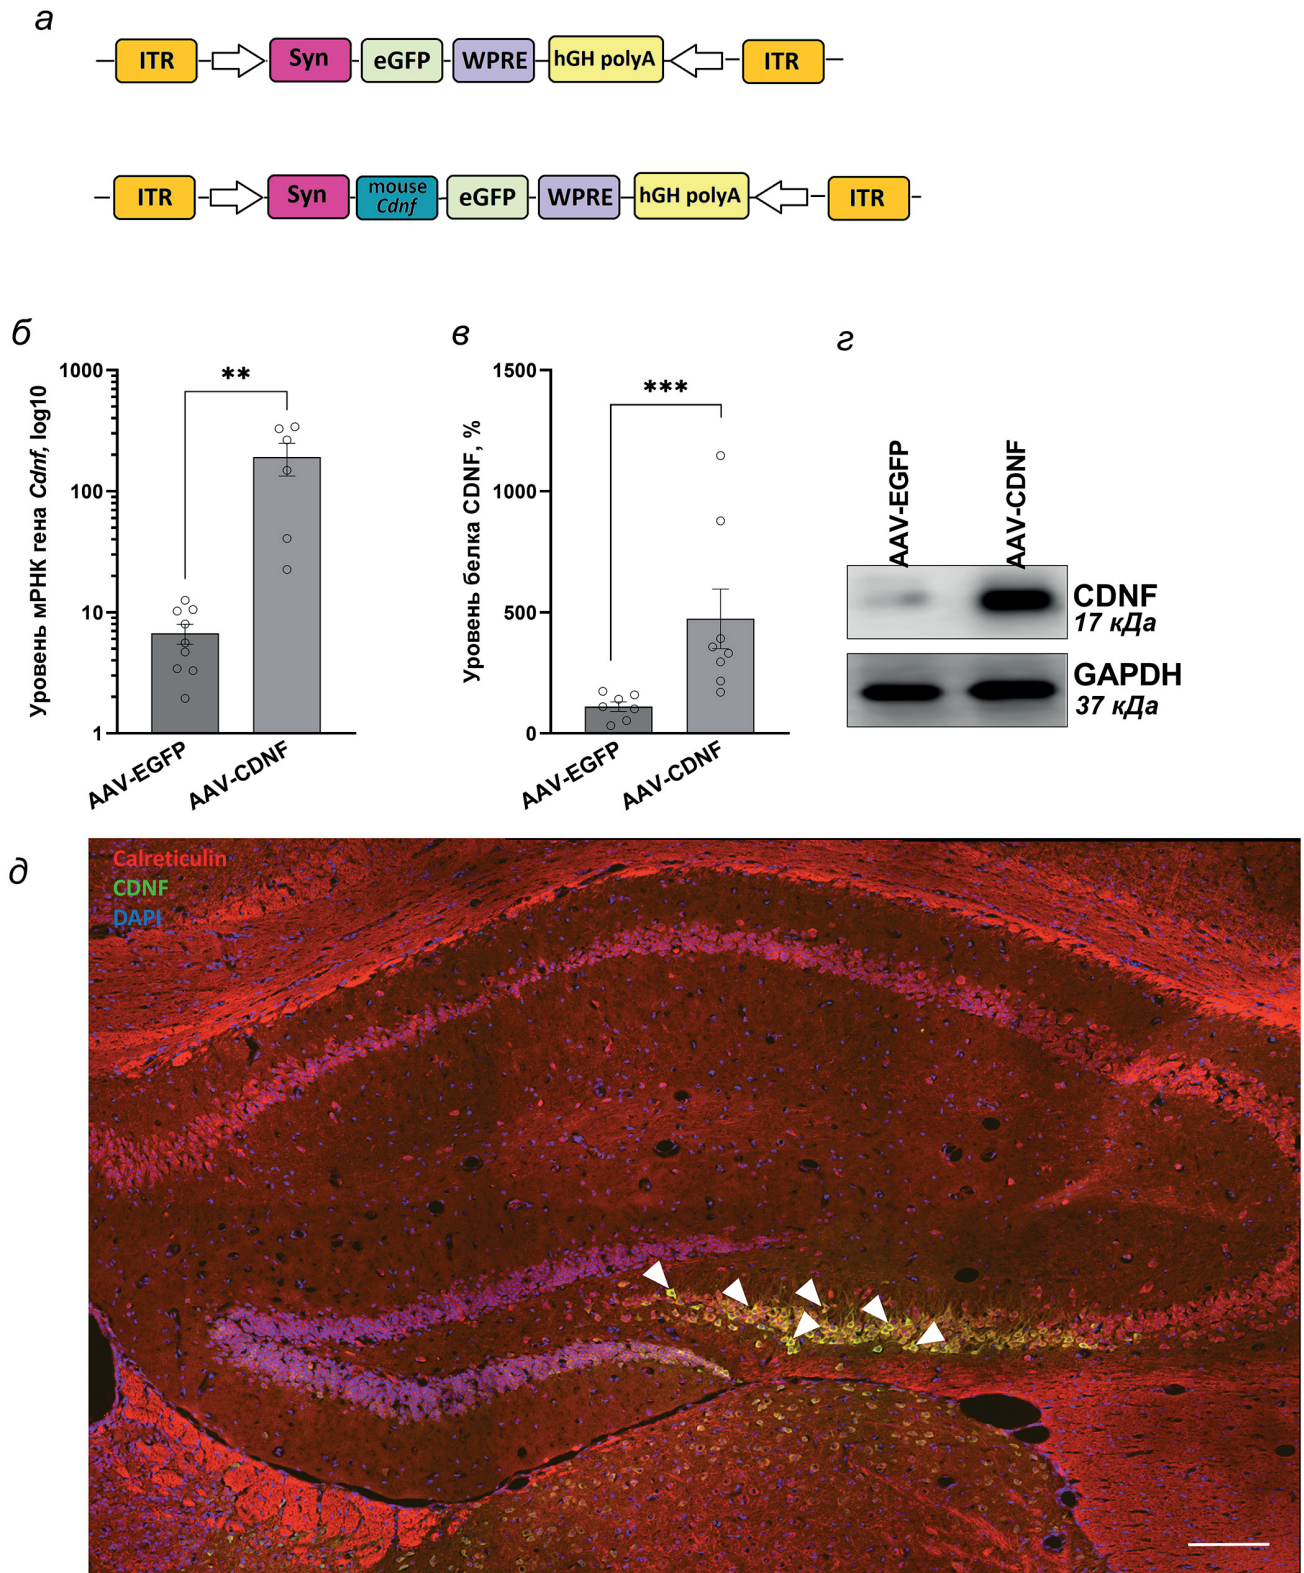 а
ITR Syn eGFP WPRE hGH polyA ITR
ITR Syn mouse Cdnf eGFP WPRE hGH polyA ITR
б
Уровень мРНК гена Cdnf, log10
1000
100
10
1
**
AAV-EGFP
AAV-CDNF
в
Уровень белка CDNF, %
1500
1000
500
0
***
AAV-EGFP
AAV-CDNF
г
AAV-EGFP
AAV-CDNF
CDNF
17 кДа
GAPDH
37 кДа
д
Calreticulin
CDNF
DAPI